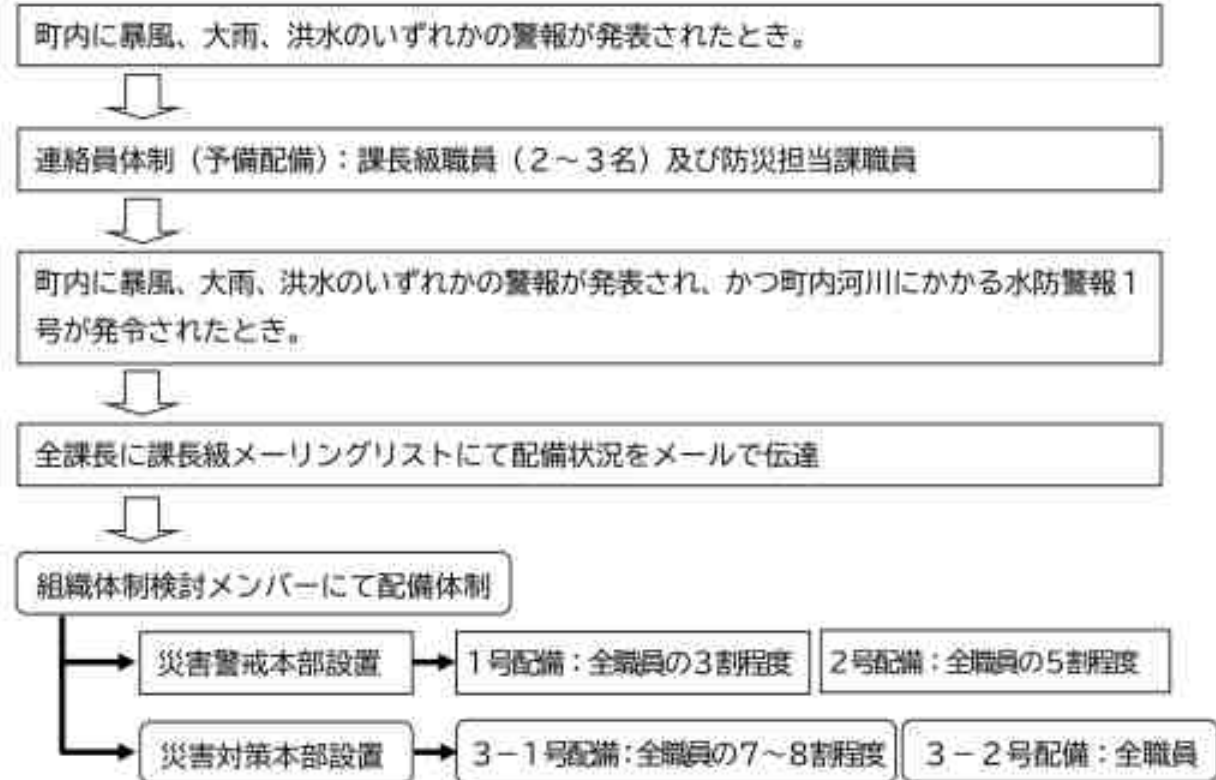 町内に暴風、大雨、洪水のいずれかの警報が発表されたとき。
連絡員体制（予備配備）：課長級職員（２～３名）及び防災担当課職員
町内に暴風、大雨、洪水のいずれかの警報が発表され、かつ町内河川にかかる水防警報１
号が発令されたとき。
全課長に課長級メーリングリストにて配備状況をメールで伝達
組織体制検討メンバーにて配備体制
災害警戒本部設置
１号配備：全職員の３割程度
２号配備：全職員の５割程度
災害対策本部設置
３－１号配備：全職員の７～８割程度
３－２号配備：全職員